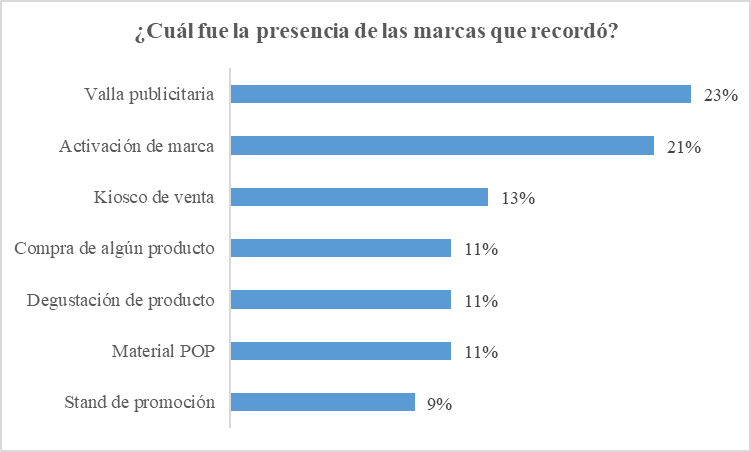 ¿Cuál fue la presencia de las marcas que recordó?
Valla publicitaria 23%
Activación de marca 21%
Kiosco de venta 13%
Compra de algún producto 11%
Degustación de producto 11%
Material POP 11%
Stand de promoción 9%